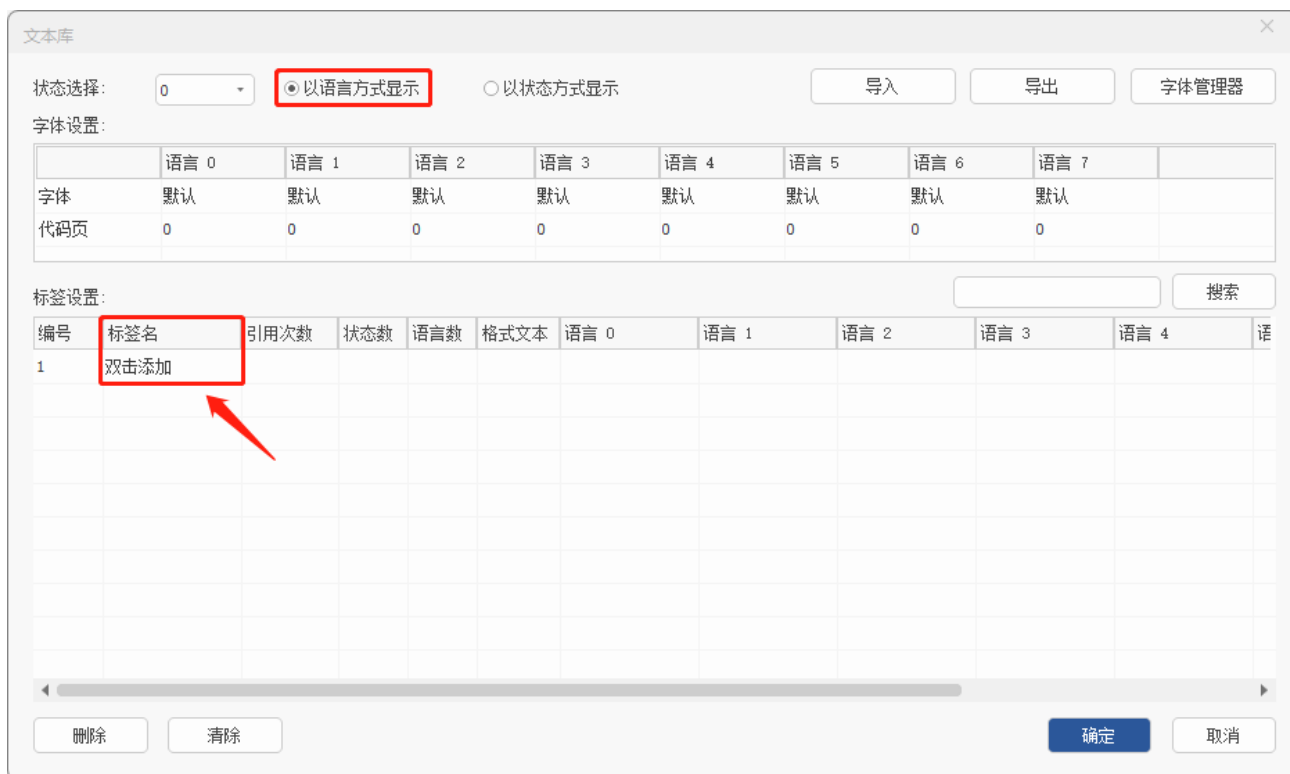 文本库
状态选择: 0 以语言方式显示 以状态方式显示 导入 导出 字体管理器
字体设置:
语言 0 语言 1 语言 2 语言 3 语言 4 语言 5 语言 6 语言 7
字体 默认 默认 默认 默认 默认 默认 默认 默认
代码页 0 0 0 0 0 0 0 0
标签设置: 搜索
编号 标签名 引用次数 状态数 语言数 格式文本 语言 0 语言 1 语言 2 语言 3 语言 4 语
1 双击添加
删除 清除 确定 取消